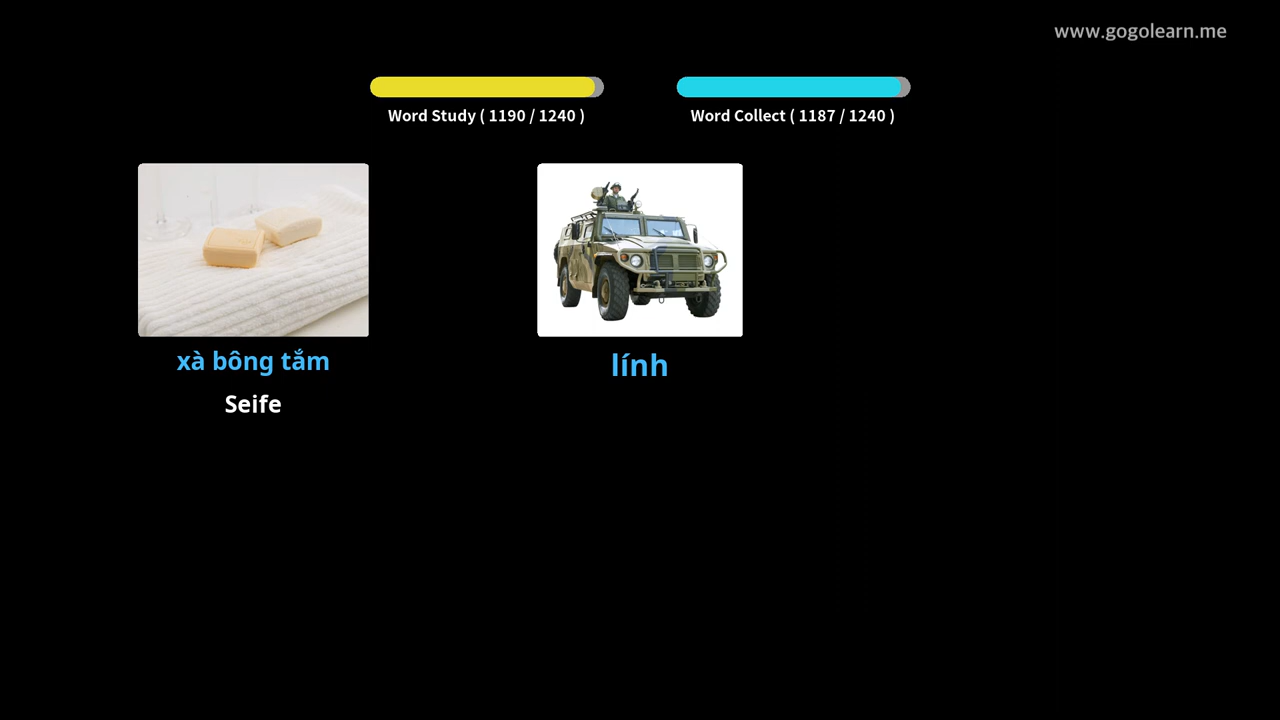 www.gogolearn.me
Word Study ( 1190 / 1240 )
Word Collect ( 1187 / 1240 )
xà bông tắm
Seife
lính